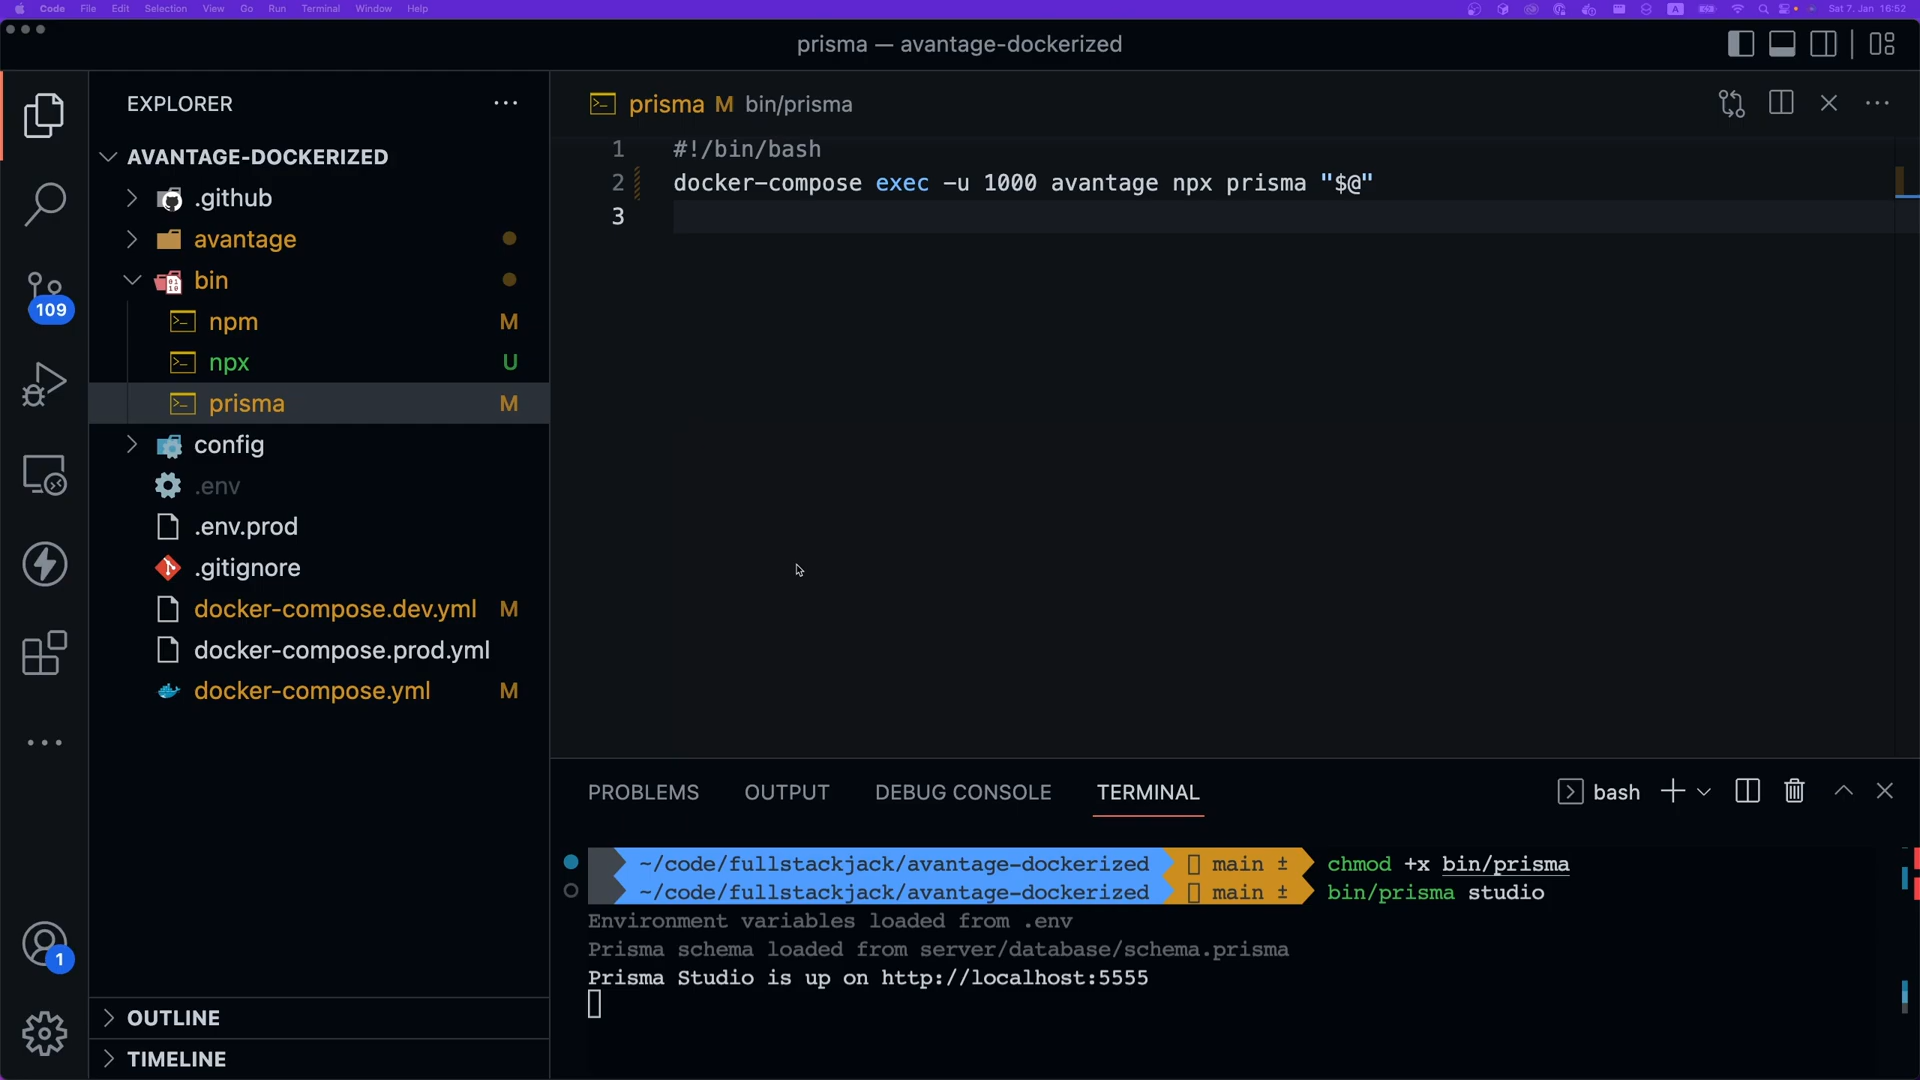 Code File Edit Selection View Go Run Terminal Window Help
A
Sat 7. Jan 16:52
prisma — avantage-dockerized
EXPLORER
AVANTAGE-DOCKERIZED
.github
avantage
bin
npm M
npx U
prisma M
config
.env
.env.prod
.gitignore
docker-compose.dev.yml M
docker-compose.prod.yml
docker-compose.yml M
OUTLINE
TIMELINE
109
1
prisma M bin/prisma
1 #!/bin/bash
2 docker-compose exec -u 1000 avantage npx prisma "$@"
3
PROBLEMS OUTPUT DEBUG CONSOLE TERMINAL
bash
~/code/fullstackjack/avantage-dockerized main ± chmod +x bin/prisma
~/code/fullstackjack/avantage-dockerized main ± bin/prisma studio
Environment variables loaded from .env
Prisma schema loaded from server/database/schema.prisma
Prisma Studio is up on http://localhost:5555